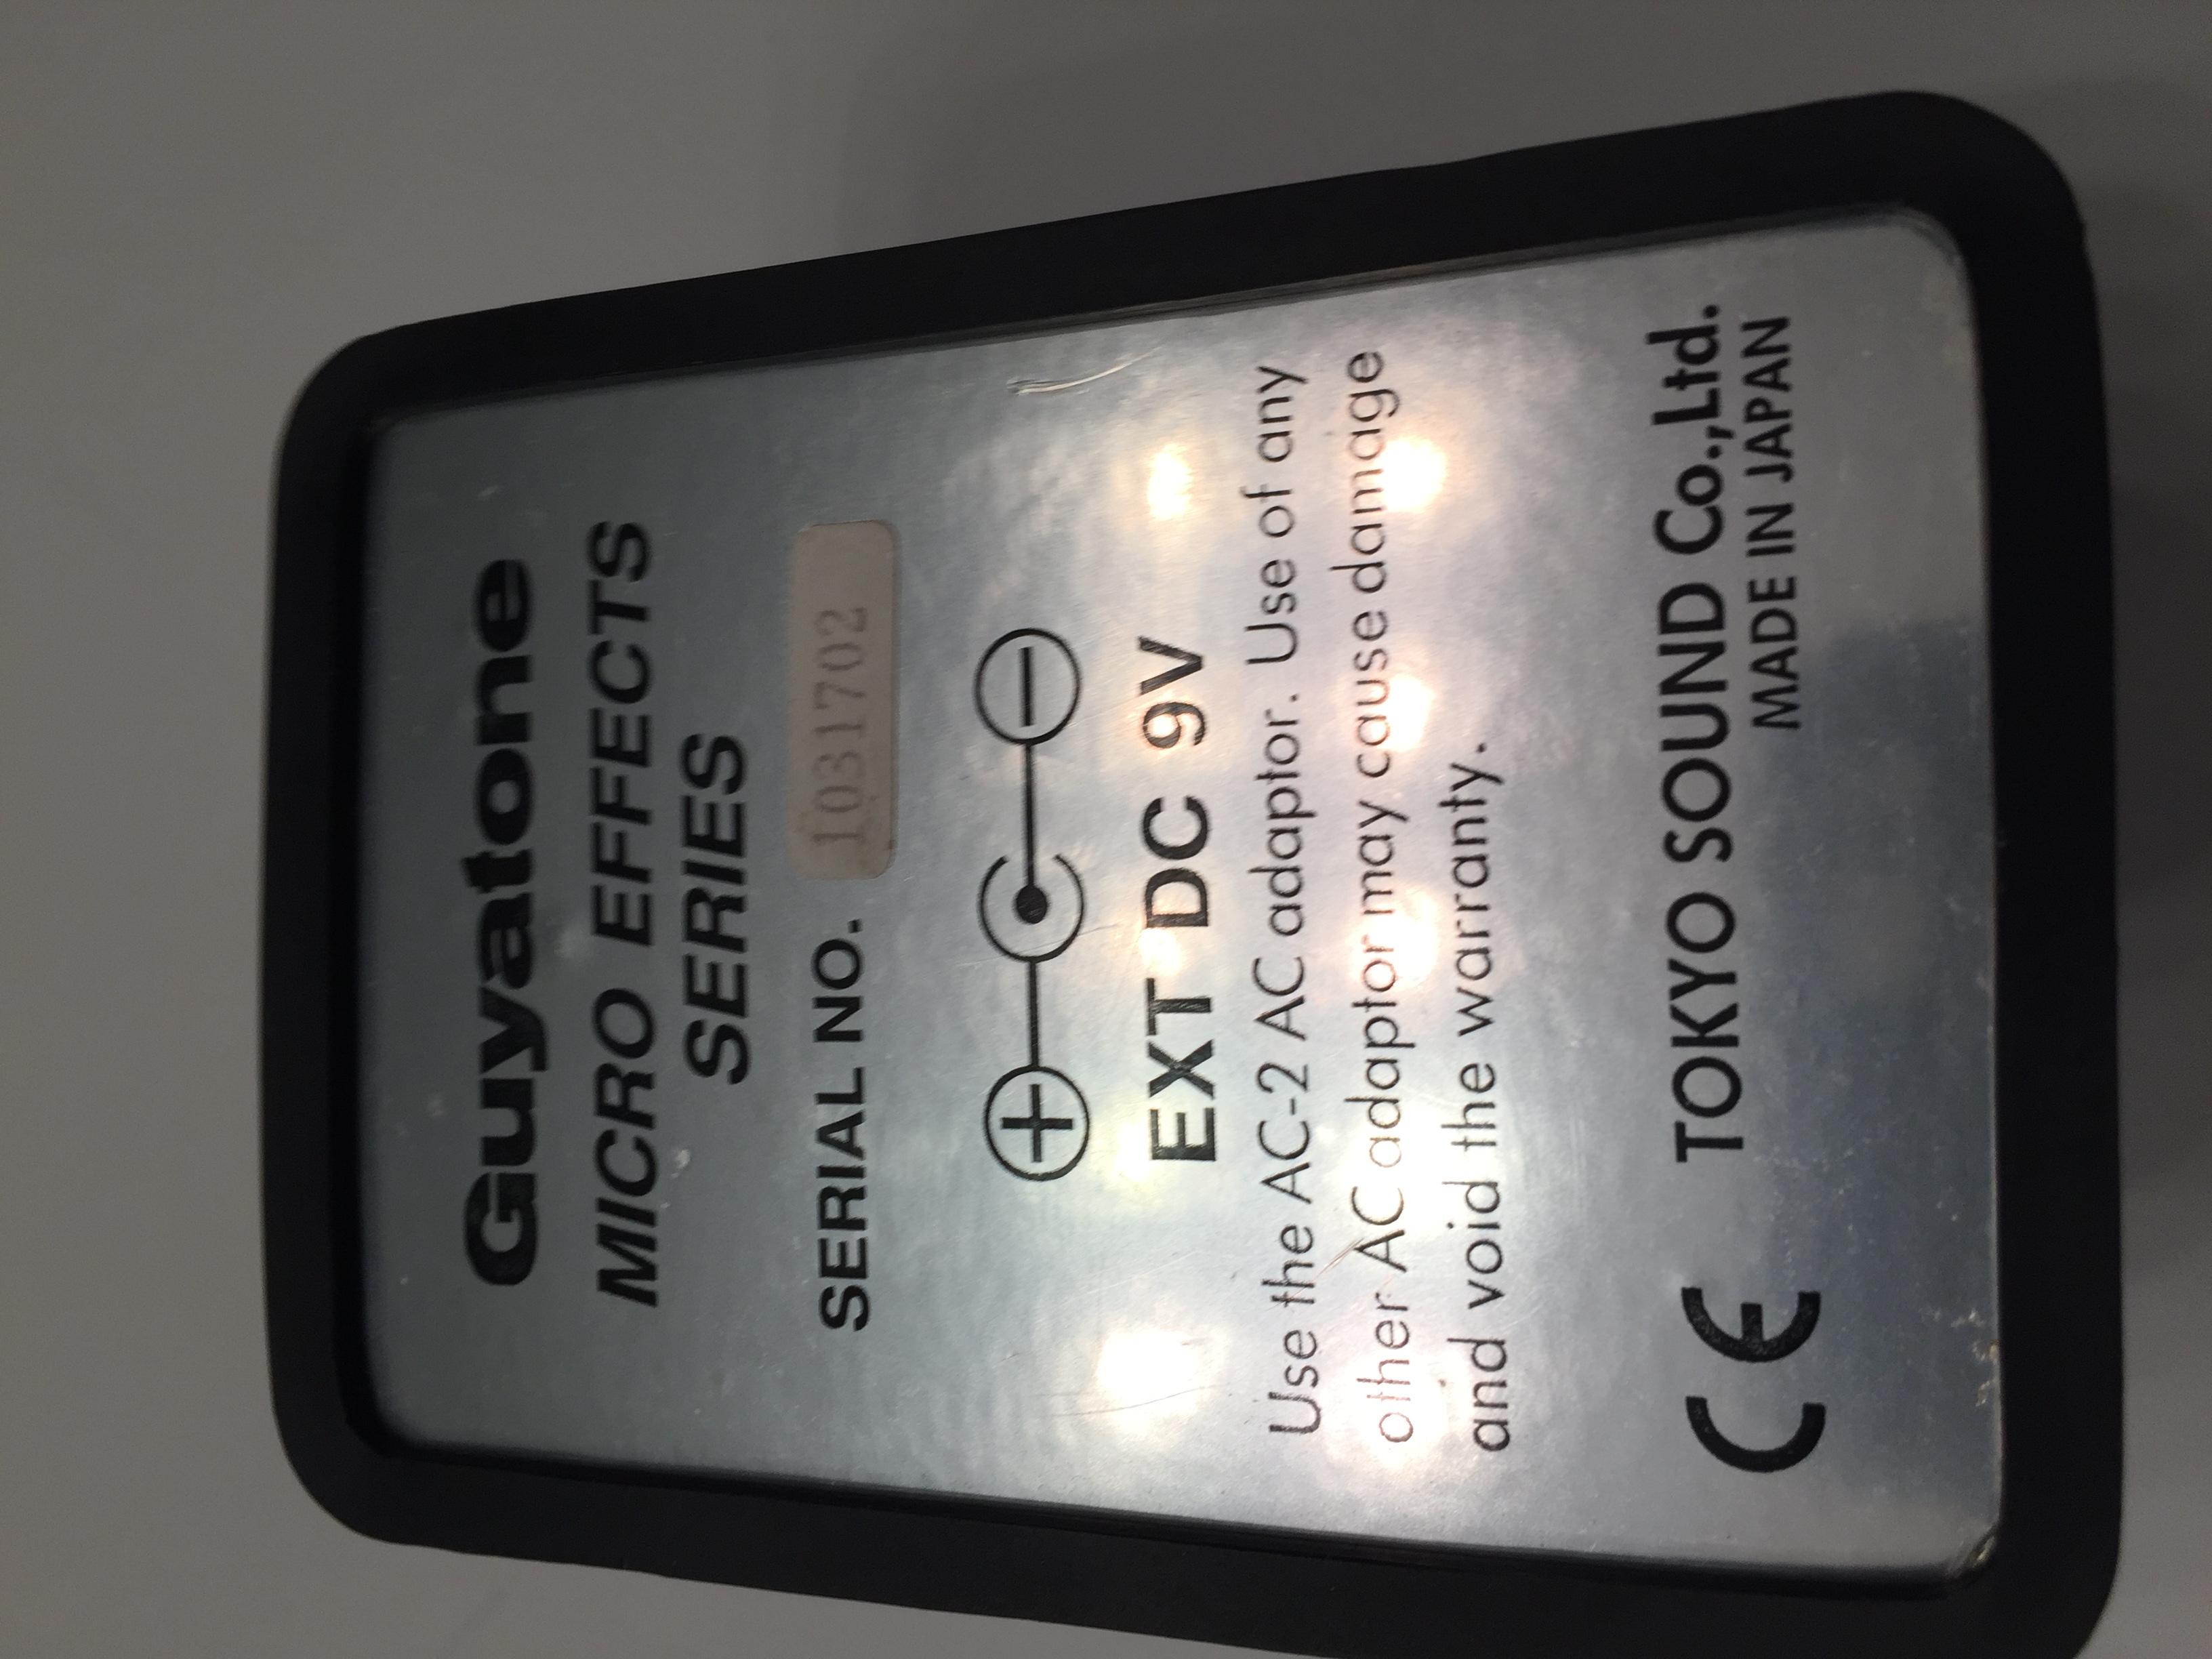 Guyatone
MICRO EFFECTS
SERIES
SERIAL NO. 1031702
EXT DC 9V
Use the AC-2 AC adaptor. Use of any
other AC adaptor may cause damage
and void the warranty.
CE TOKYO SOUND Co.,Ltd.
MADE IN JAPAN